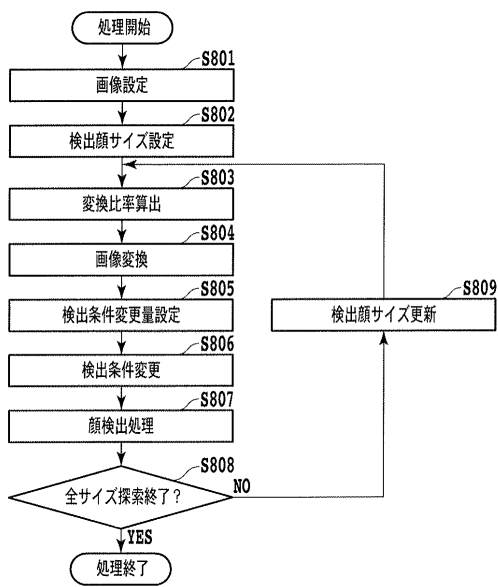 処理開始
S801
画像設定
S802
検出顔サイズ設定
S803
変換比率算出
S804
画像変換
S805
検出条件変更量設定
S806
検出条件変更
S807
顔検出処理
S808
全サイズ探索終了?
NO
S809
検出顔サイズ更新
YES
処理終了